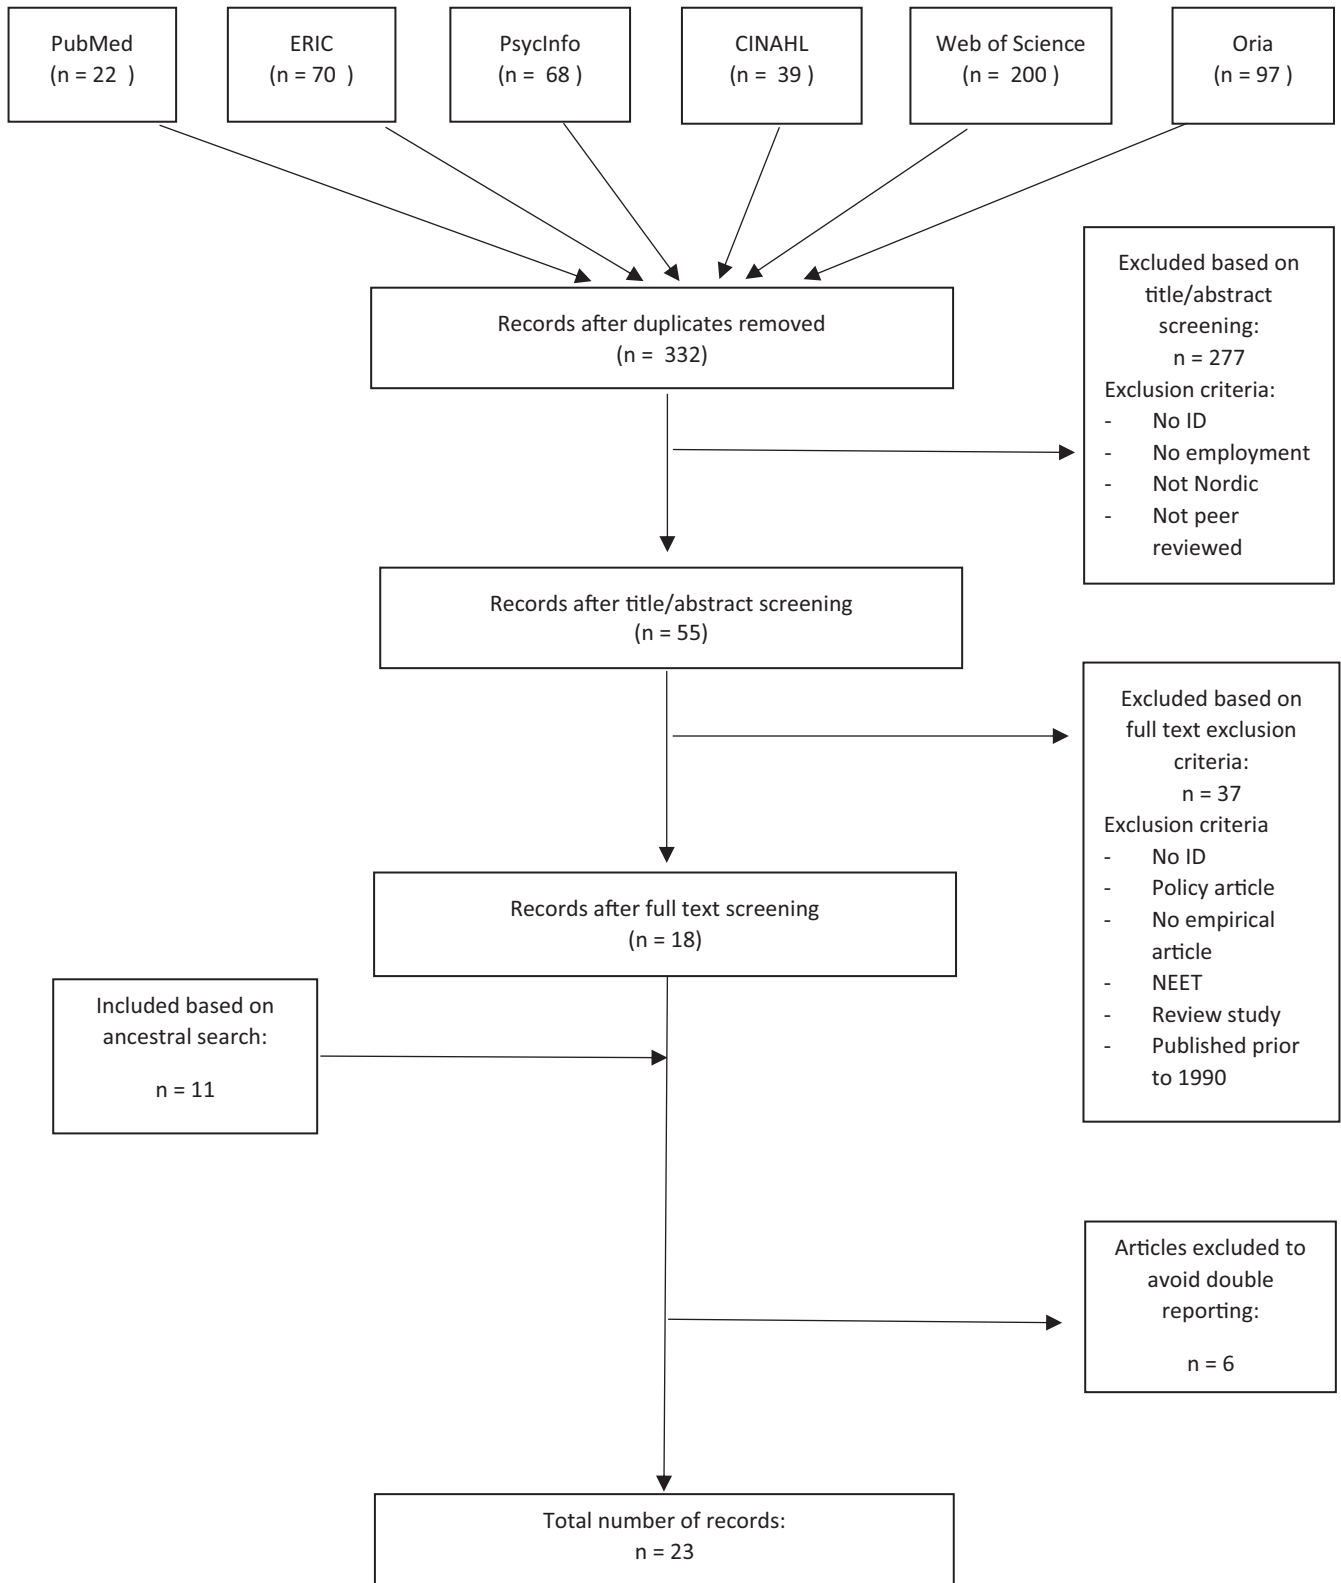 PubMed
(n = 22 )
ERIC
(n = 70 )
PsycInfo
(n = 68 )
CINAHL
(n = 39 )
Web of Science
(n = 200 )
Oria
(n = 97 )
Records after duplicates removed
(n = 332)
Excluded based on
title/abstract
screening:
n = 277
Exclusion criteria:
- No ID
- No employment
- Not Nordic
- Not peer
reviewed
Records after title/abstract screening
(n = 55)
Excluded based on
full text exclusion
criteria:
n = 37
Exclusion criteria
- No ID
- Policy article
- No empirical
article
- NEET
- Review study
- Published prior
to 1990
Records after full text screening
(n = 18)
Included based on
ancestral search:
n = 11
Articles excluded to
avoid double
reporting:
n = 6
Total number of records:
n = 23